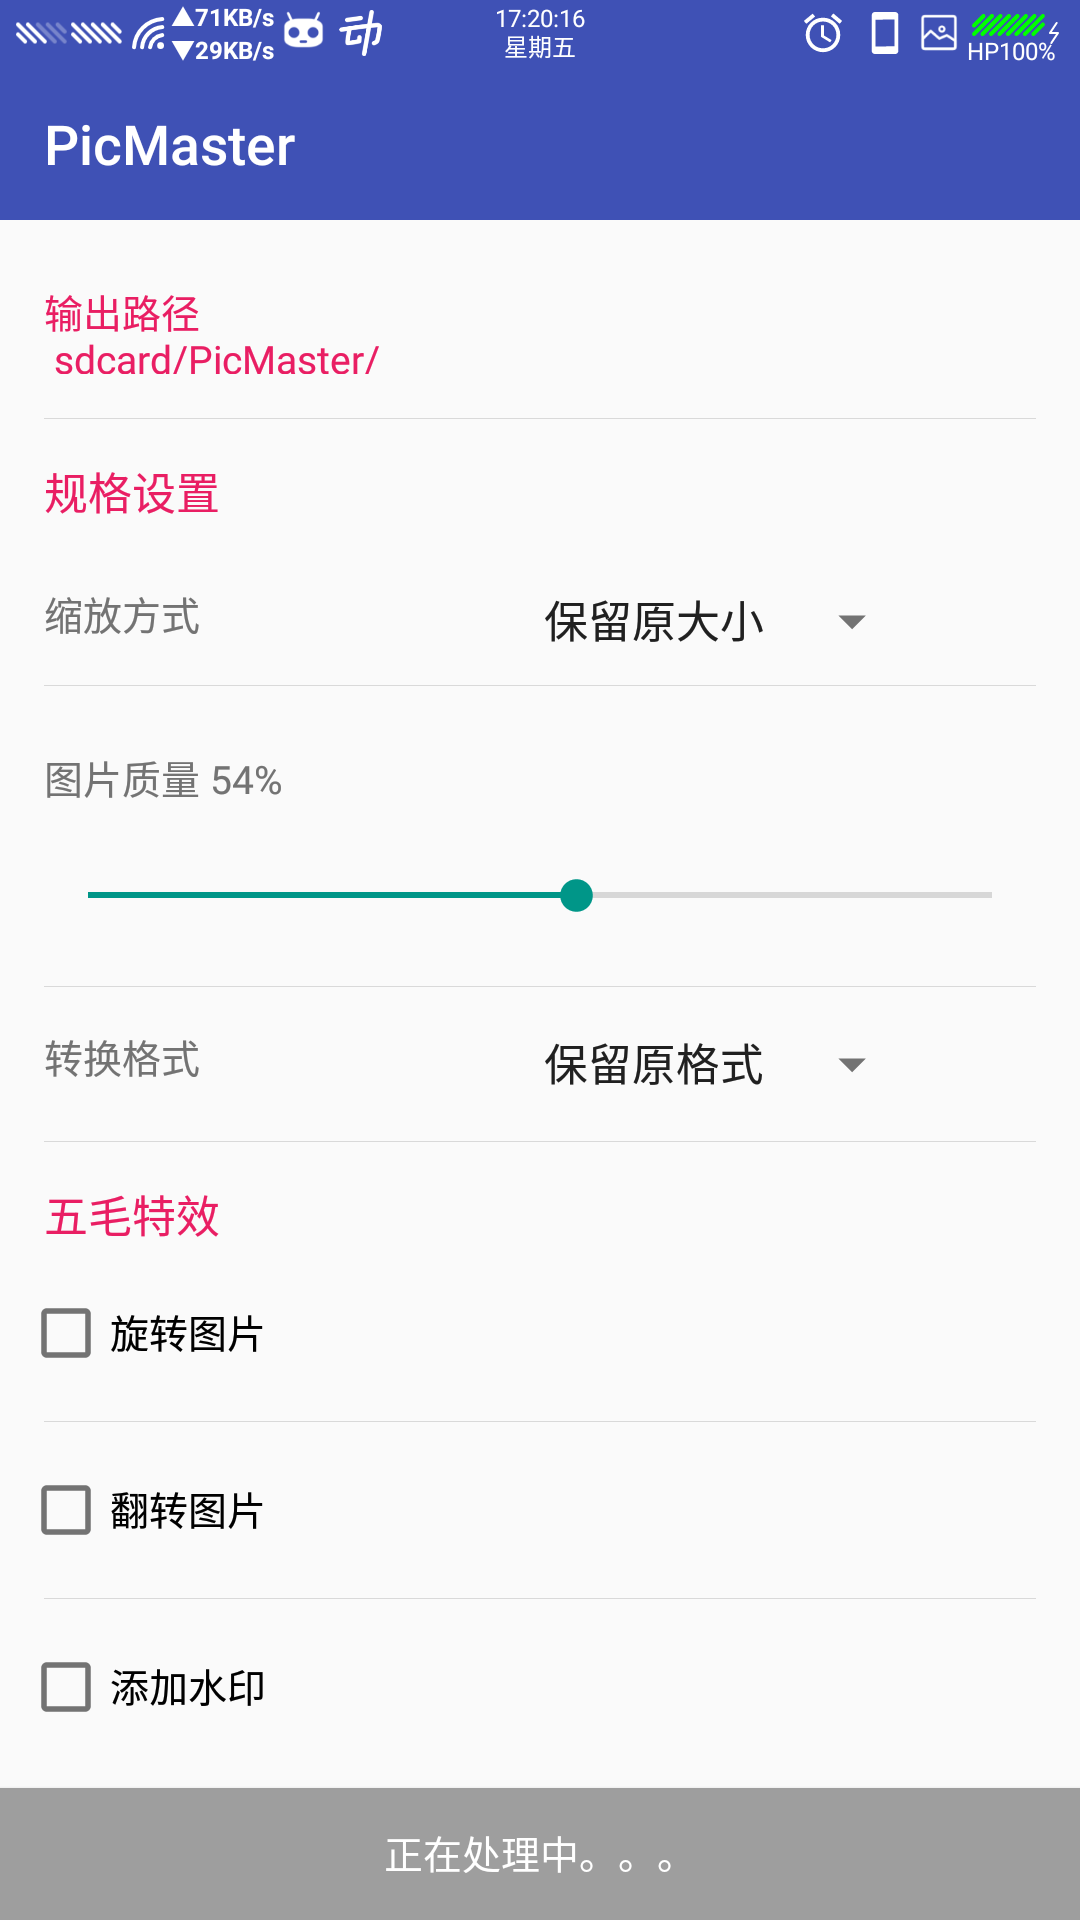 ▲71KB/s
▼29KB/s
动
17:20:16
星期五
HP100%
PicMaster
输出路径
sdcard/PicMaster/
规格设置
缩放方式 保留原大小
图片质量 54%
转换格式 保留原格式
五毛特效
旋转图片
翻转图片
添加水印
正在处理中。。。